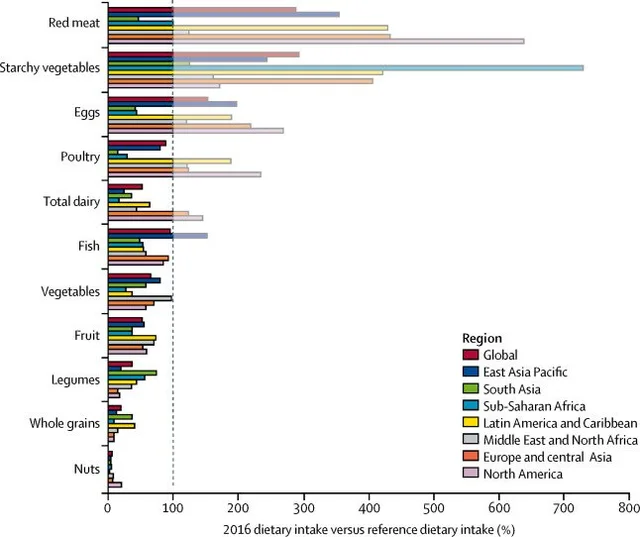 Red meat
Starchy vegetables
Eggs
Poultry
Total dairy
Fish
Vegetables
Fruit
Legumes
Whole grains
Nuts
Region
Global
East Asia Pacific
South Asia
Sub-Saharan Africa
Latin America and Caribbean
Middle East and North Africa
Europe and central Asia
North America
0 100 200 300 400 500 600 700 800
2016 dietary intake versus reference dietary intake (%)